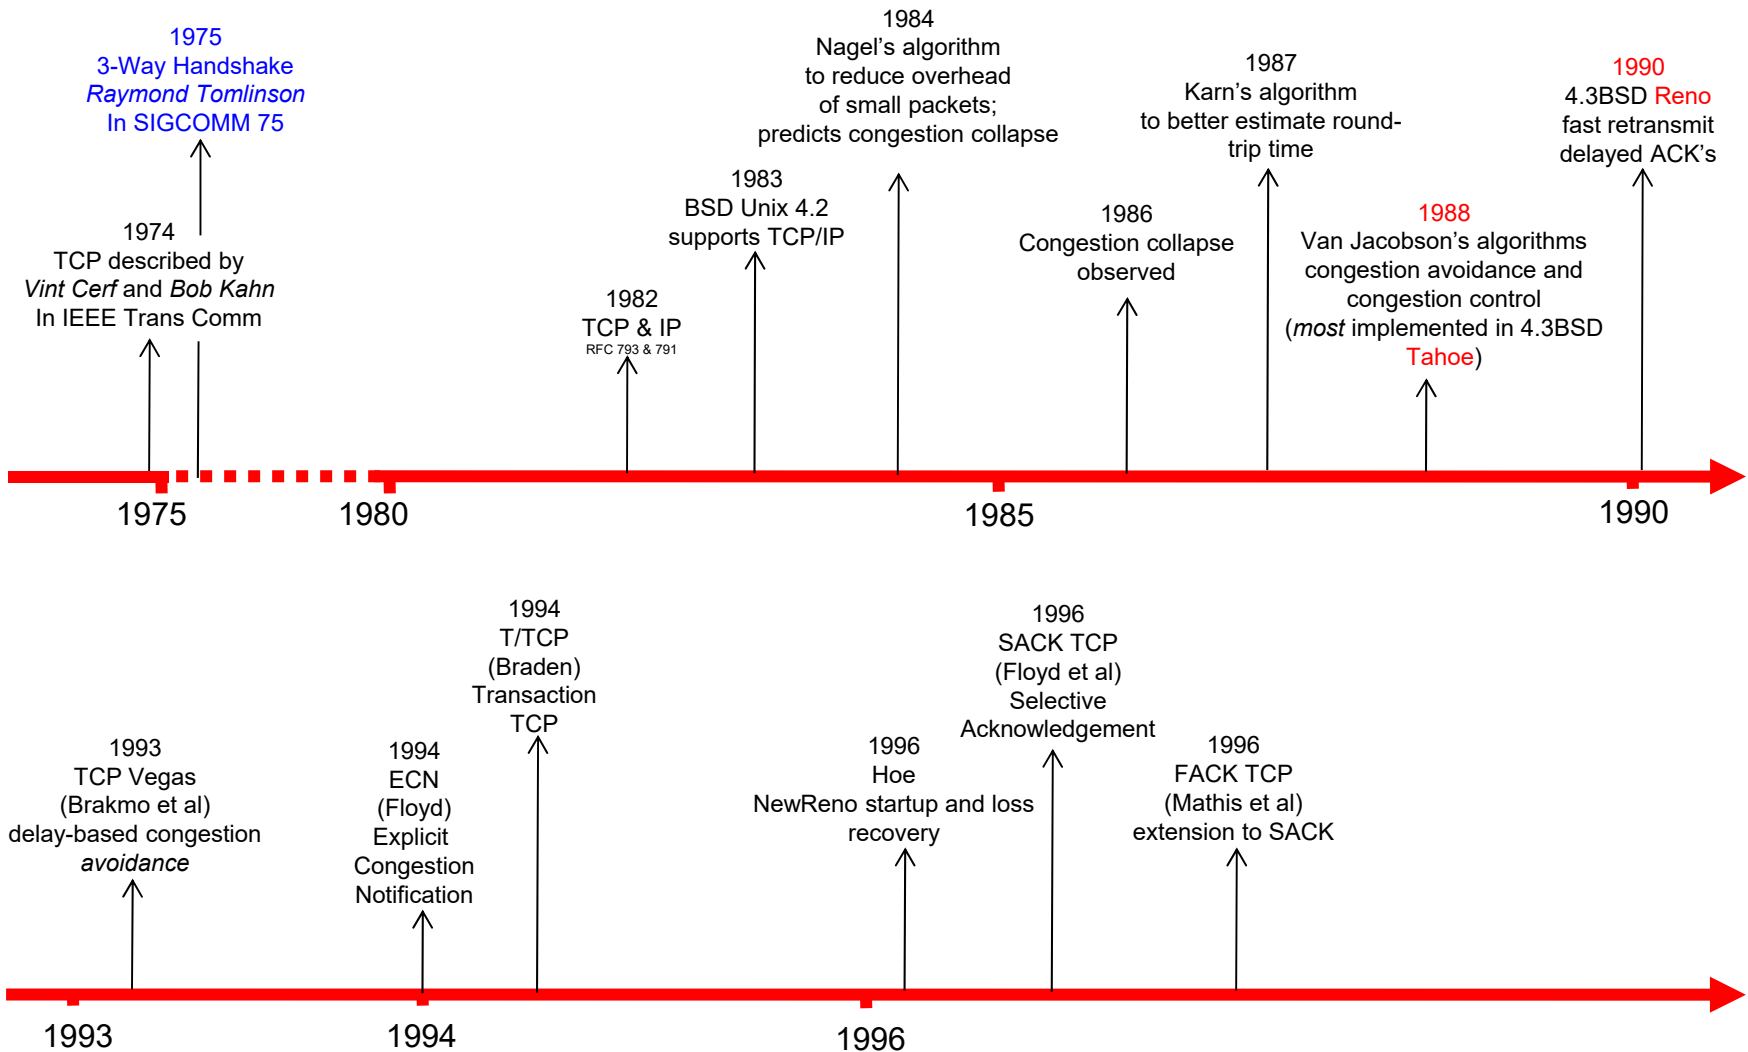 1975
3-Way Handshake
Raymond Tomlinson
In SIGCOMM 75
1974
TCP described by
Vint Cerf and Bob Kahn
In IEEE Trans Comm
1982
TCP & IP
RFC 793 & 791
1983
BSD Unix 4.2
supports TCP/IP
1984
Nagel's algorithm
to reduce overhead
of small packets;
predicts congestion collapse
1986
Congestion collapse
observed
1987
Karn's algorithm
to better estimate round-
trip time
1988
Van Jacobson's algorithms
congestion avoidance and
congestion control
(most implemented in 4.3BSD
Tahoe)
1990
4.3BSD Reno
fast retransmit
delayed ACK's
1975
1980
1985
1990
1993
TCP Vegas
(Brakmo et al)
delay-based congestion
avoidance
1994
ECN
(Floyd)
Explicit
Congestion
Notification
1994
T/TCP
(Braden)
Transaction
TCP
1996
Hoe
NewReno startup and loss
recovery
1996
SACK TCP
(Floyd et al)
Selective
Acknowledgement
1996
FACK TCP
(Mathis et al)
extension to SACK
1993
1994
1996